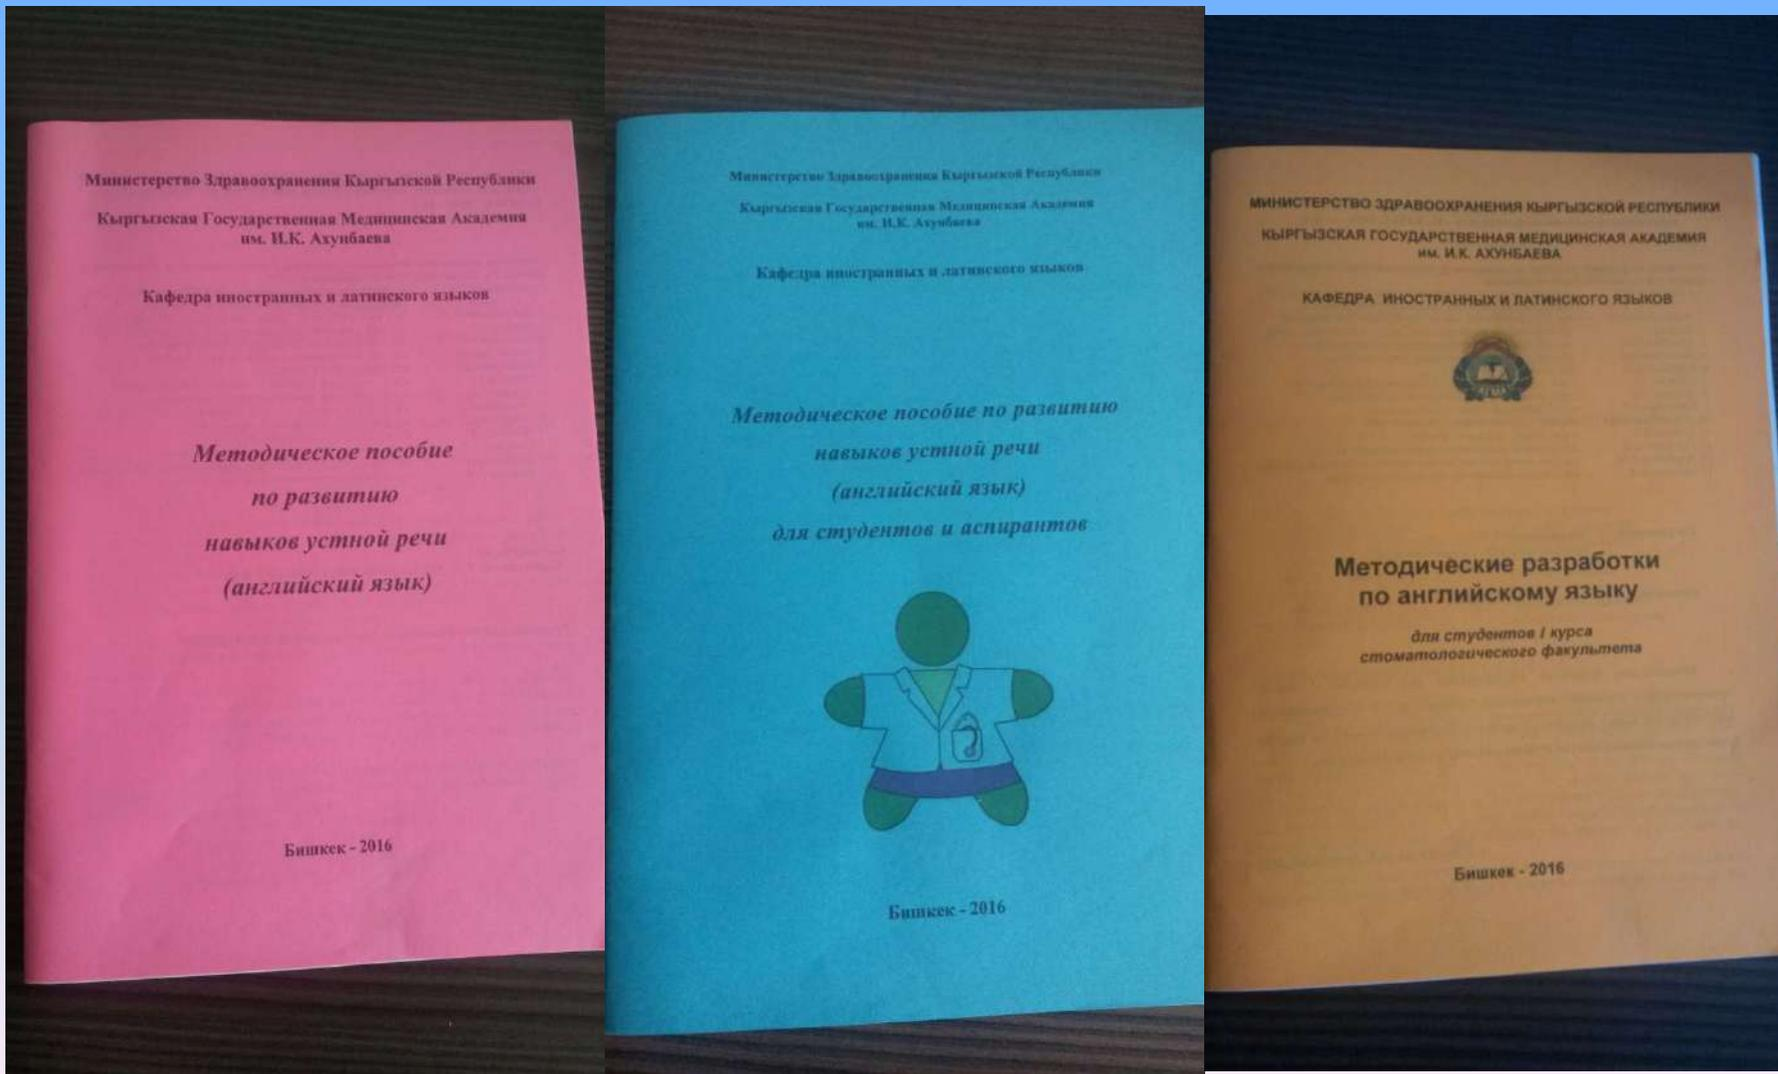 Министерство Здравоохранения Кыргызской Республики
Кыргызская Государственная Медицинская Академия
им. И.К. Ахунбаева
Кафедра иностранных и латинского языков
Методическое пособие
по развитию
навыков устной речи
(английский язык)
Бишкек - 2016
Министерство Здравоохранения Кыргызской Республики
Кыргызская Государственная Медицинская Академия
им. И.К. Ахунбаева
Кафедра иностранных и латинского языков
Методическое пособие по развитию
навыков устной речи
(английский язык)
для студентов и аспирантов
Бишкек - 2016
МИНИСТЕРСТВО ЗДРАВООХРАНЕНИЯ КЫРГЫЗСКОЙ РЕСПУБЛИКИ
КЫРГЫЗСКАЯ ГОСУДАРСТВЕННАЯ МЕДИЦИНСКАЯ АКАДЕМИЯ
им. И.К. АХУНБАЕВА
КАФЕДРА ИНОСТРАННЫХ И ЛАТИНСКОГО ЯЗЫКОВ
Методические разработки
по английскому языку
для студентов I курса
стоматологического факультета
Бишкек - 2016